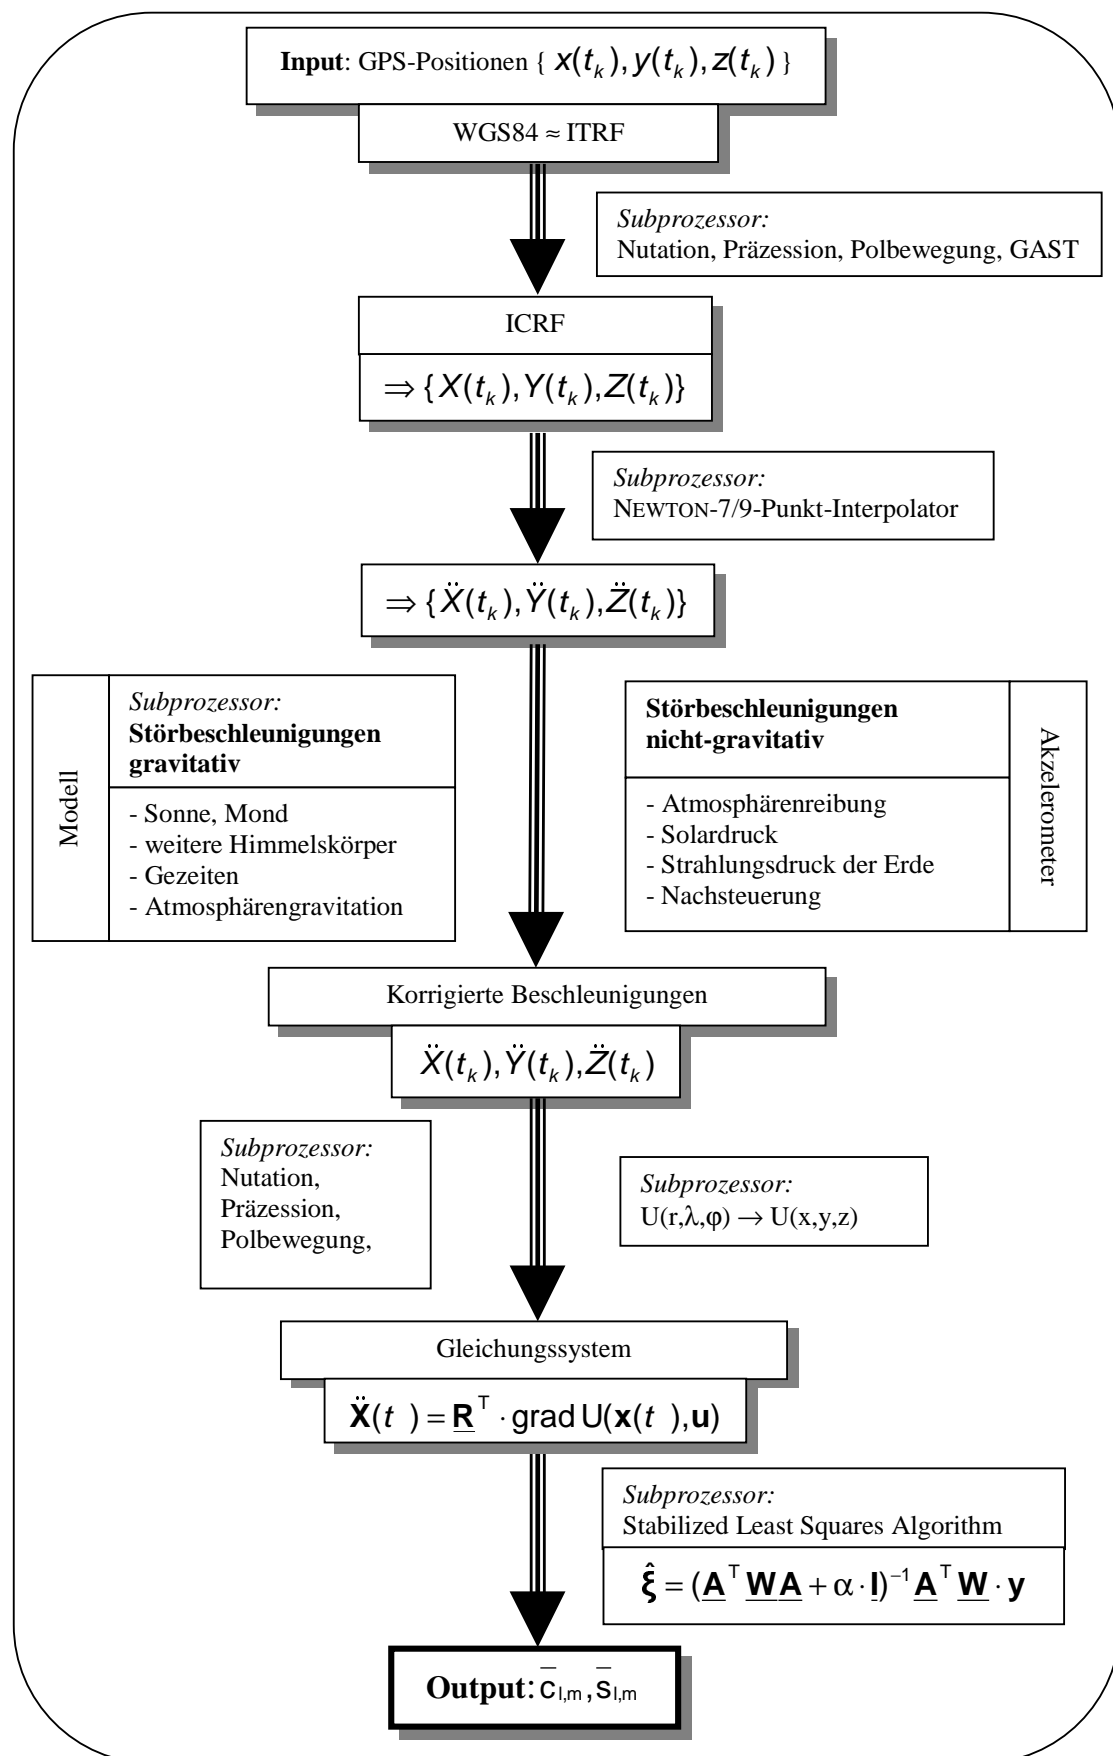 Input: GPS-Positionen { x(t_k), y(t_k), z(t_k) }
WGS84 ≈ ITRF
Subprozessor:
Nutation, Präzession, Polbewegung, GAST
ICRF
⇒ {X(t_k), Y(t_k), Z(t_k)}
Subprozessor:
NEWTON-7/9-Punkt-Interpolator
⇒ {Ẍ(t_k), Ÿ(t_k), Z̈(t_k)}
Modell
Subprozessor:
Störbeschleunigungen
gravitativ
- Sonne, Mond
- weitere Himmelskörper
- Gezeiten
- Atmosphärengravitation
Störbeschleunigungen
nicht-gravitativ
- Atmosphärenreibung
- Solardruck
- Strahlungsdruck der Erde
- Nachsteuerung
Akzelerometer
Korrigierte Beschleunigungen
Ẍ(t_k), Ÿ(t_k), Z̈(t_k)
Subprozessor:
Nutation,
Präzession,
Polbewegung,
Subprozessor:
U(r,λ,φ) → U(x,y,z)
Gleichungssystem
Ẍ(t ) = R̲ᵀ · grad U(x(t ),u)
Subprozessor:
Stabilized Least Squares Algorithm
ξ̂ = (A̲ᵀ W̲A̲ + α · I̲)⁻¹ A̲ᵀ W̲ · y
Output: c̄_l,m, s̄_l,m